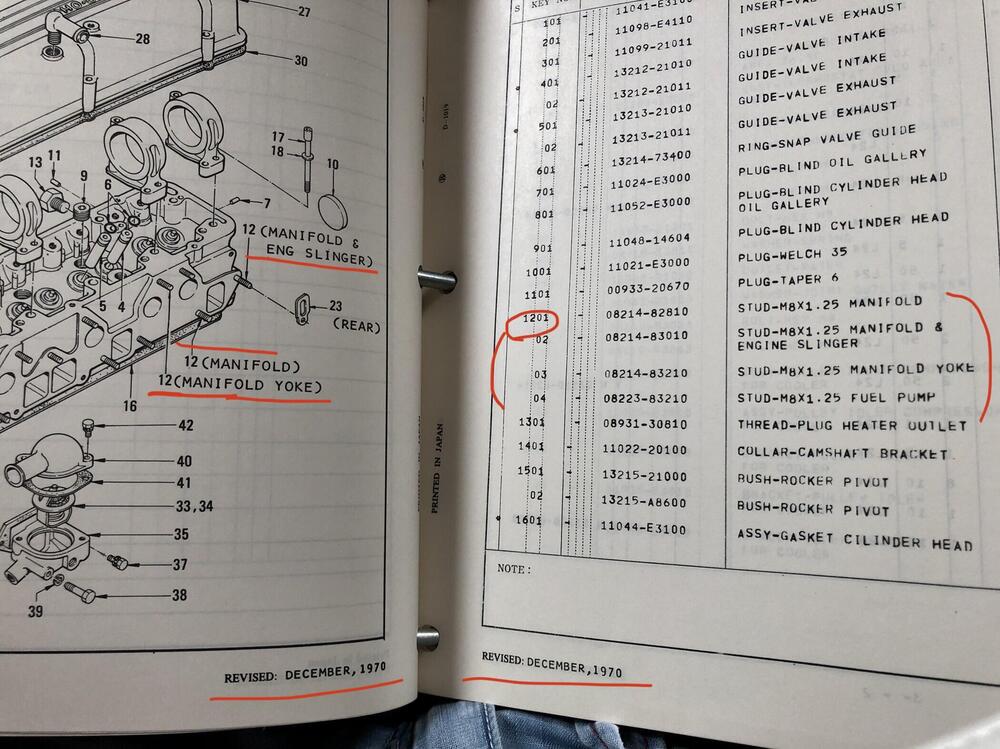 27
28
30
17
18
10
11
13
9
6
7
12 (MANIFOLD &
ENG SLINGER)
5 4
23
(REAR)
12 (MANIFOLD)
12(MANIFOLD YOKE)
16
42
40
41
33,34
35
37
38
39
REVISED: DECEMBER, 1970
PRINTED IN JAPAN
S KEY
101 11041-E3100
201 - 11098-E4110 INSERT-VALVE EXHAUST
301 - 11099-21011 GUIDE-VALVE INTAKE
401 - 13212-21010 GUIDE-VALVE INTAKE
02 - 13212-21011 GUIDE-VALVE EXHAUST
501 - 13213-21010 GUIDE-VALVE EXHAUST
02 - 13213-21011 RING-SNAP VALVE GUIDE
601 - 13214-73400 PLUG-BLIND OIL GALLERY
701 - 11024-E3000 PLUG-BLIND CYLINDER HEAD
OIL GALLERY
801 - 11052-E3000 PLUG-BLIND CYLINDER HEAD
901 - 11048-14604 PLUG-WELCH 35
1001 - 11021-E3000 PLUG-TAPER 6
1101 - 00933-20670 STUD-M8X1.25 MANIFOLD
1201 - 08214-82810 STUD-M8X1.25 MANIFOLD &
ENGINE SLINGER
02 - 08214-83010
03 - 08214-83210 STUD-M8X1.25 MANIFOLD YOKE
04 - 08223-83210 STUD-M8X1.25 FUEL PUMP
1301 - 08931-30810 THREAD-PLUG HEATER OUTLET
1401 - 11022-20100 COLLAR-CAMSHAFT BRACKET
1501 - 13215-21000 BUSH-ROCKER PIVOT
02 - 13215-A8600 BUSH-ROCKER PIVOT
1601 - 11044-E3100 ASSY-GASKET CILINDER HEAD
NOTE :
REVISED: DECEMBER, 1970